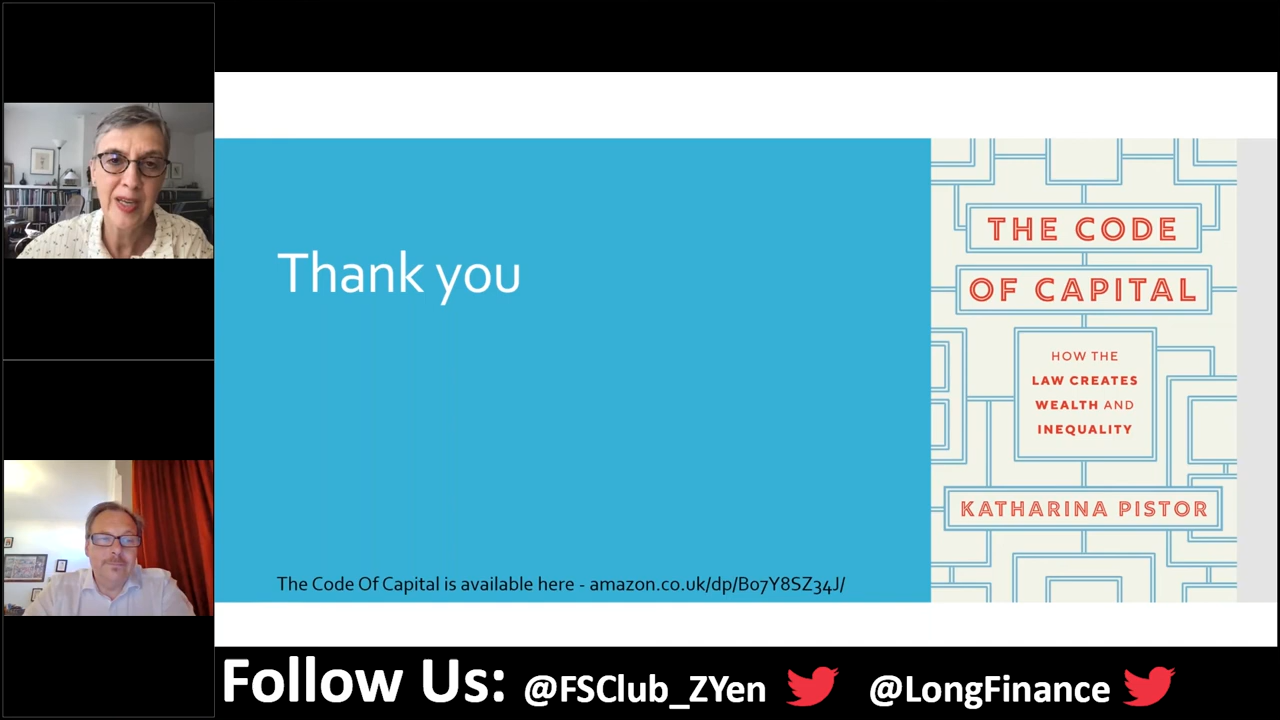 Thank you
The Code Of Capital is available here - amazon.co.uk/dp/B07Y8SZ34J/
THE CODE
OF CAPITAL
HOW THE
LAW CREATES
WEALTH AND
INEQUALITY
KATHARINA PISTOR
Follow Us: @FSClub_ZYen @LongFinance